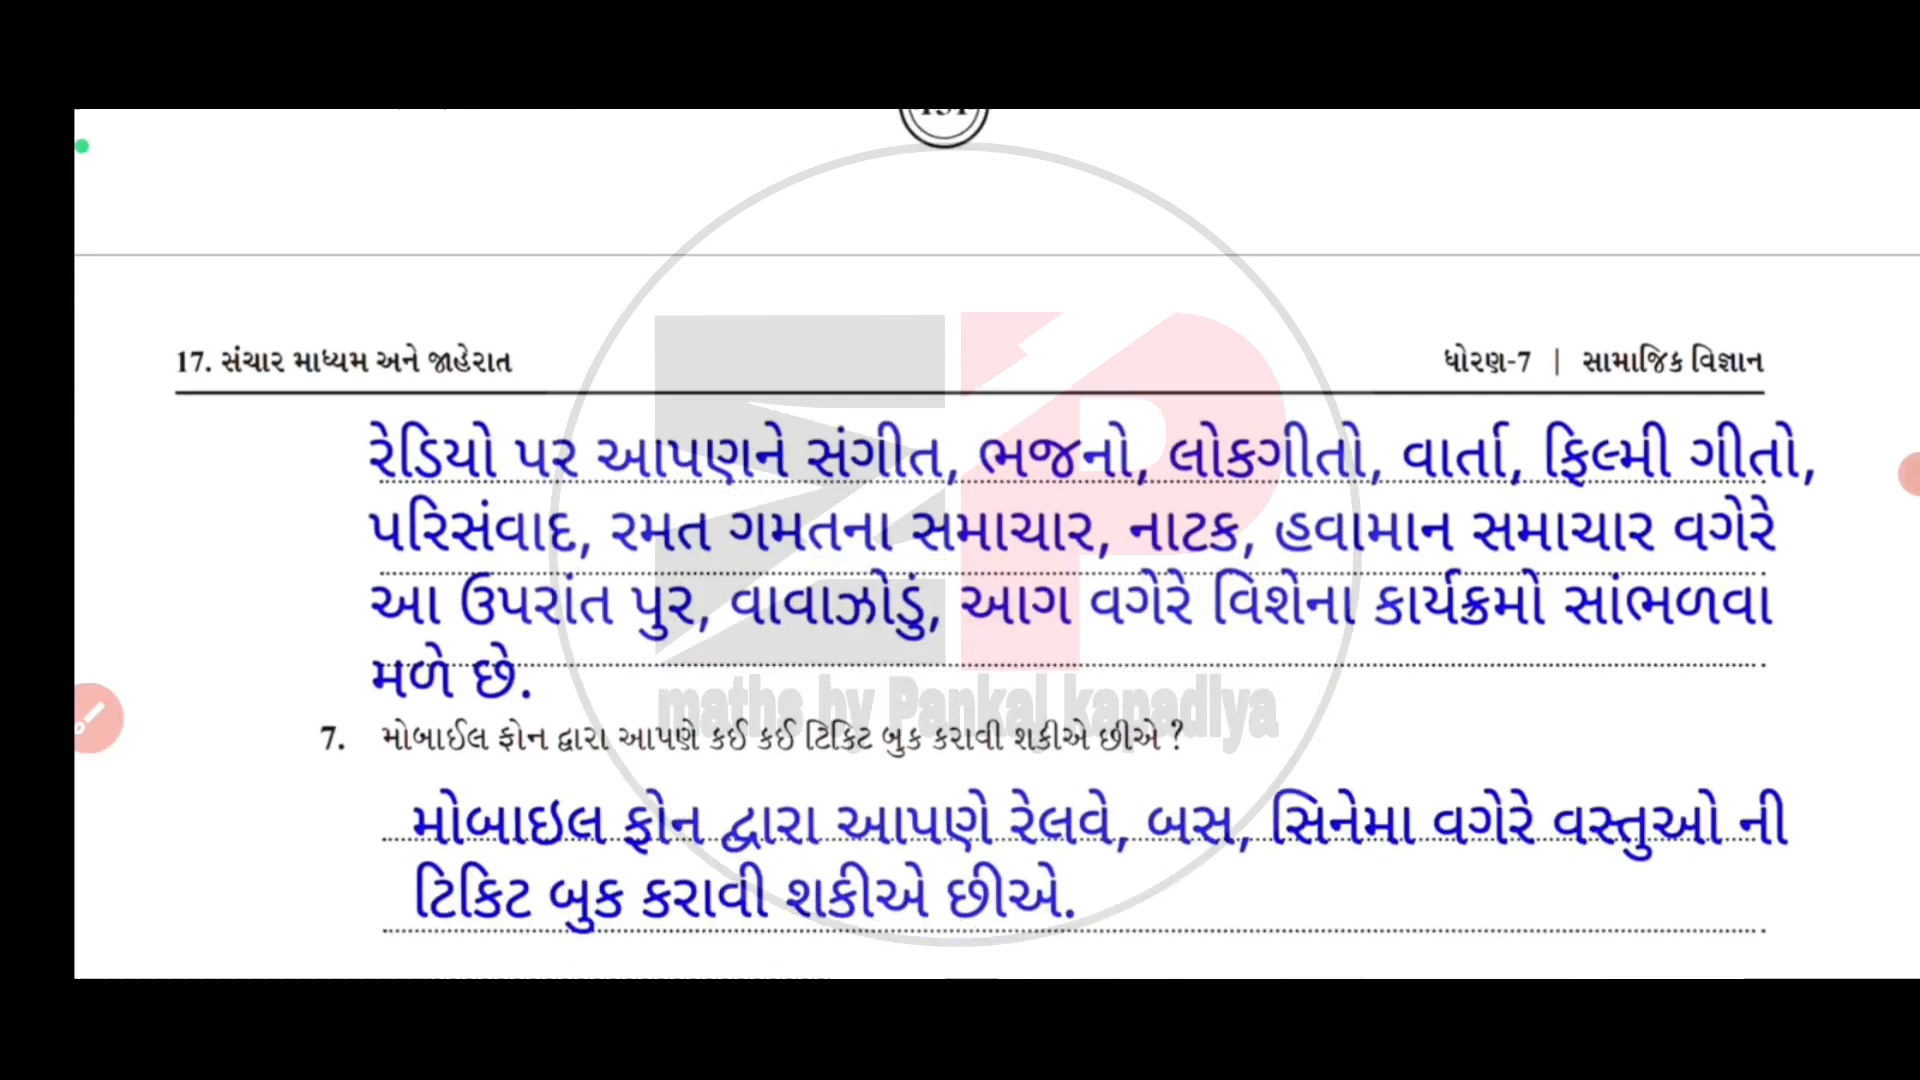 17. સંચાર માધ્યમ અને જાહેરાત
ધોરણ-7 | સામાજિક વિજ્ઞાન
રેડિયો પર આપણને સંગીત, ભજનો, લોકગીતો, વાર્તા, ફિલ્મી ગીતો,
પરિસંવાદ, રમત ગમતના સમાચાર, નાટક, હવામાન સમાચાર વગેરે
આ ઉપરાંત પુર, વાવાઝોડું, આગ વગેરે વિશેના કાર્યક્રમો સાંભળવા
મળે છે.
maths by Pankaj kapadiya
7. મોબાઈલ ફોન દ્વારા આપણે કઈ કઈ ટિકિટ બુક કરાવી શકીએ છીએ ?
મોબાઇલ ફોન દ્વારા આપણે રેલવે, બસ, સિનેમા વગેરે વસ્તુઓ ની
ટિકિટ બુક કરાવી શકીએ છીએ.